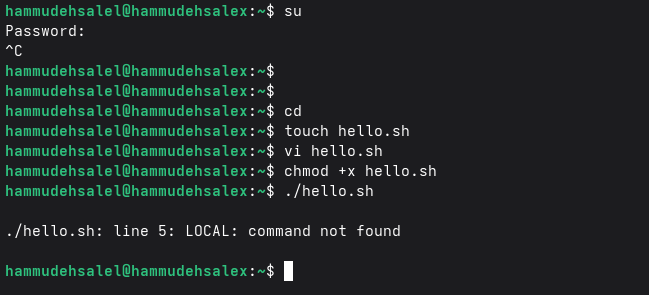 hammudehsalel@hammudehsalex:~$ su
Password:
^C
hammudehsalel@hammudehsalex:~$
hammudehsalel@hammudehsalex:~$
hammudehsalel@hammudehsalex:~$ cd
hammudehsalel@hammudehsalex:~$ touch hello.sh
hammudehsalel@hammudehsalex:~$ vi hello.sh
hammudehsalel@hammudehsalex:~$ chmod +x hello.sh
hammudehsalel@hammudehsalex:~$ ./hello.sh
./hello.sh: line 5: LOCAL: command not found
hammudehsalel@hammudehsalex:~$